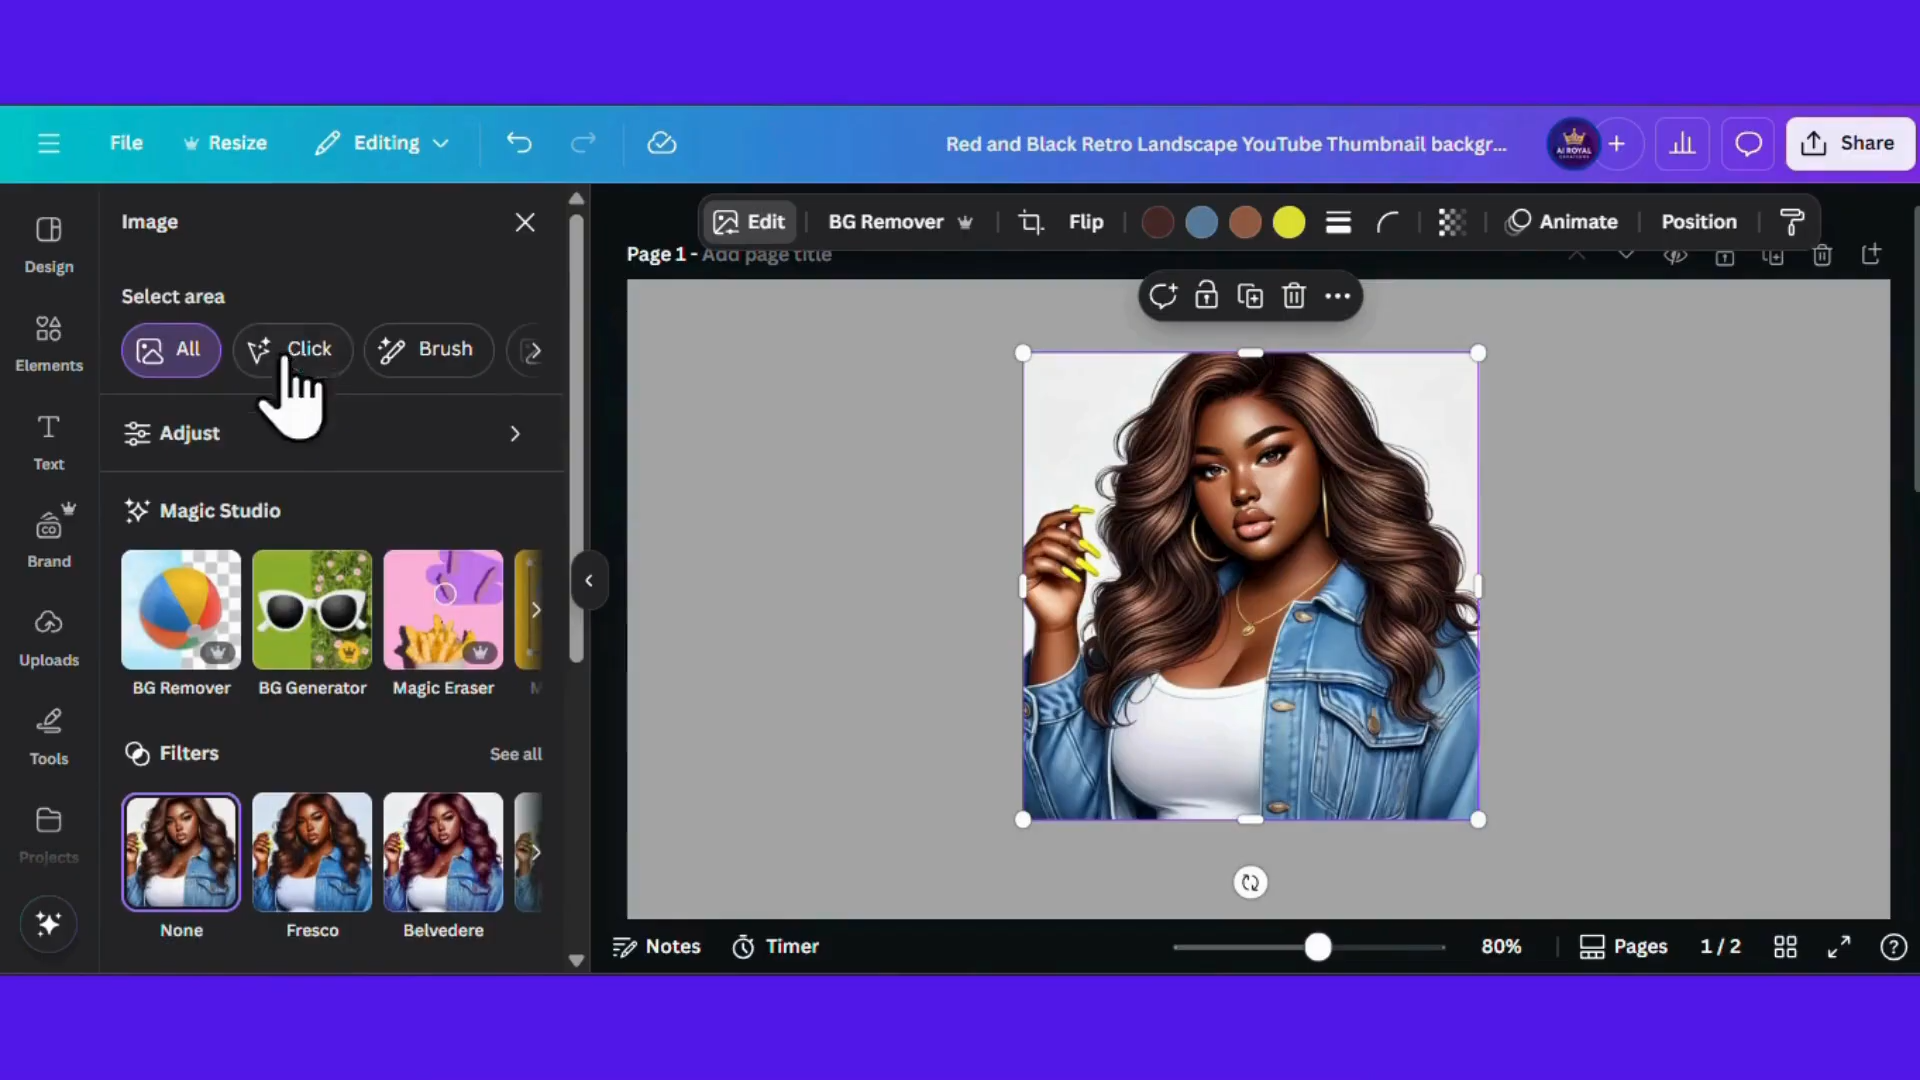 File
Resize
Editing
Red and Black Retro Landscape YouTube Thumbnail backgr...
AI ROYAL
Share
Design
Elements
Text
Brand
CO
Uploads
Tools
Projects
Image
Select area
All
Click
Brush
Adjust
Magic Studio
BG Remover
BG Generator
Magic Eraser
M
Filters
See all
None
Fresco
Belvedere
Edit
BG Remover
Flip
Animate
Position
Page 1 - Add page title
Notes
Timer
80%
Pages
1 / 2